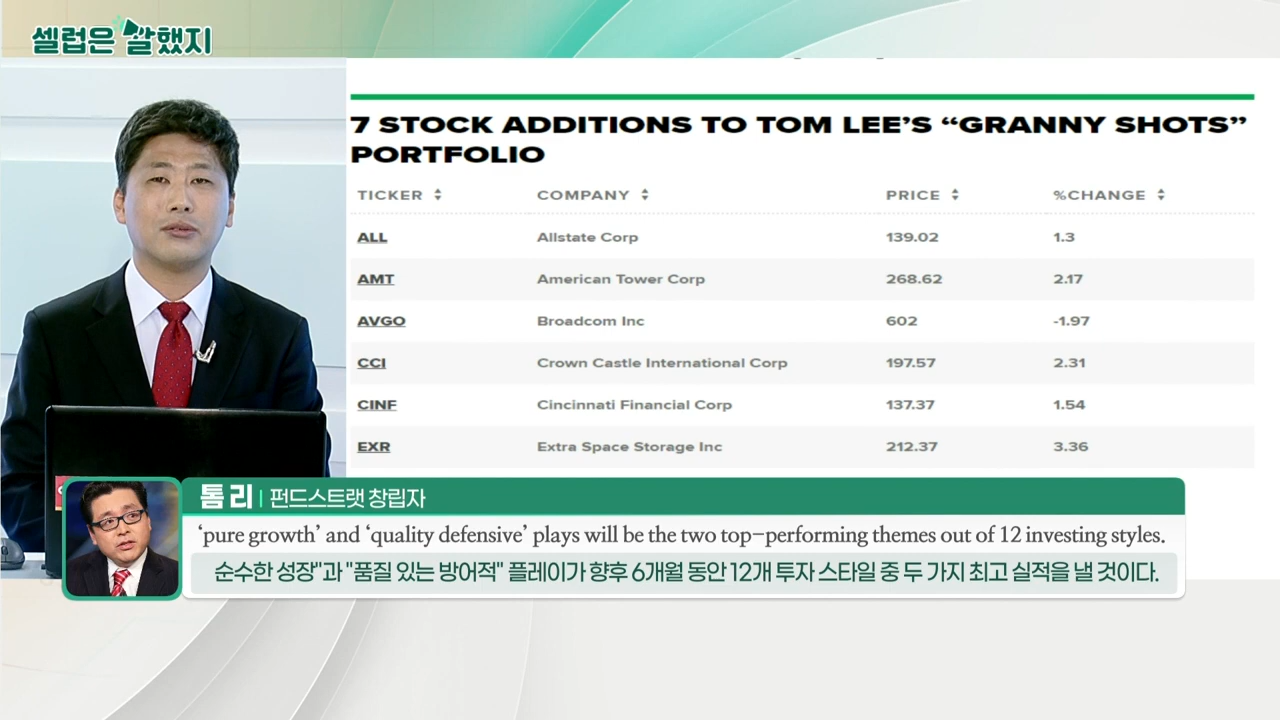 셀럽은 말했지
7 STOCK ADDITIONS TO TOM LEE'S “GRANNY SHOTS”
PORTFOLIO
TICKER COMPANY PRICE %CHANGE
ALL Allstate Corp 139.02 1.3
AMT American Tower Corp 268.62 2.17
AVGO Broadcom Inc 602 -1.97
CCI Crown Castle International Corp 197.57 2.31
CINF Cincinnati Financial Corp 137.37 1.54
EXR Extra Space Storage Inc 212.37 3.36
톰 리 | 펀드스트랫 창립자
‘pure growth’ and ‘quality defensive’ plays will be the two top-performing themes out of 12 investing styles.
순수한 성장"과 "품질 있는 방어적" 플레이가 향후 6개월 동안 12개 투자 스타일 중 두 가지 최고 실적을 낼 것이다.